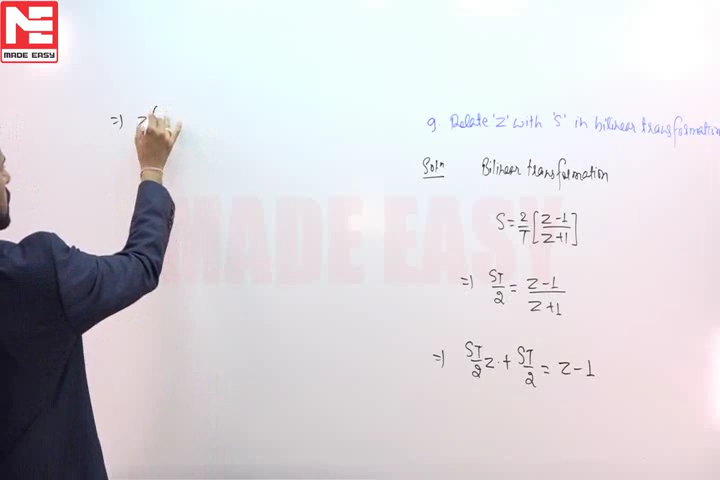 ME
MADE EASY
=) z(
9. Relate 'Z' with 'S' in bilinear transformation
Soln Bilinear transformation
S = 2/T [z-1/z+1]
=) ST/2 = z-1/z+1
=) ST/2 z + ST/2 = z-1
MADE EASY